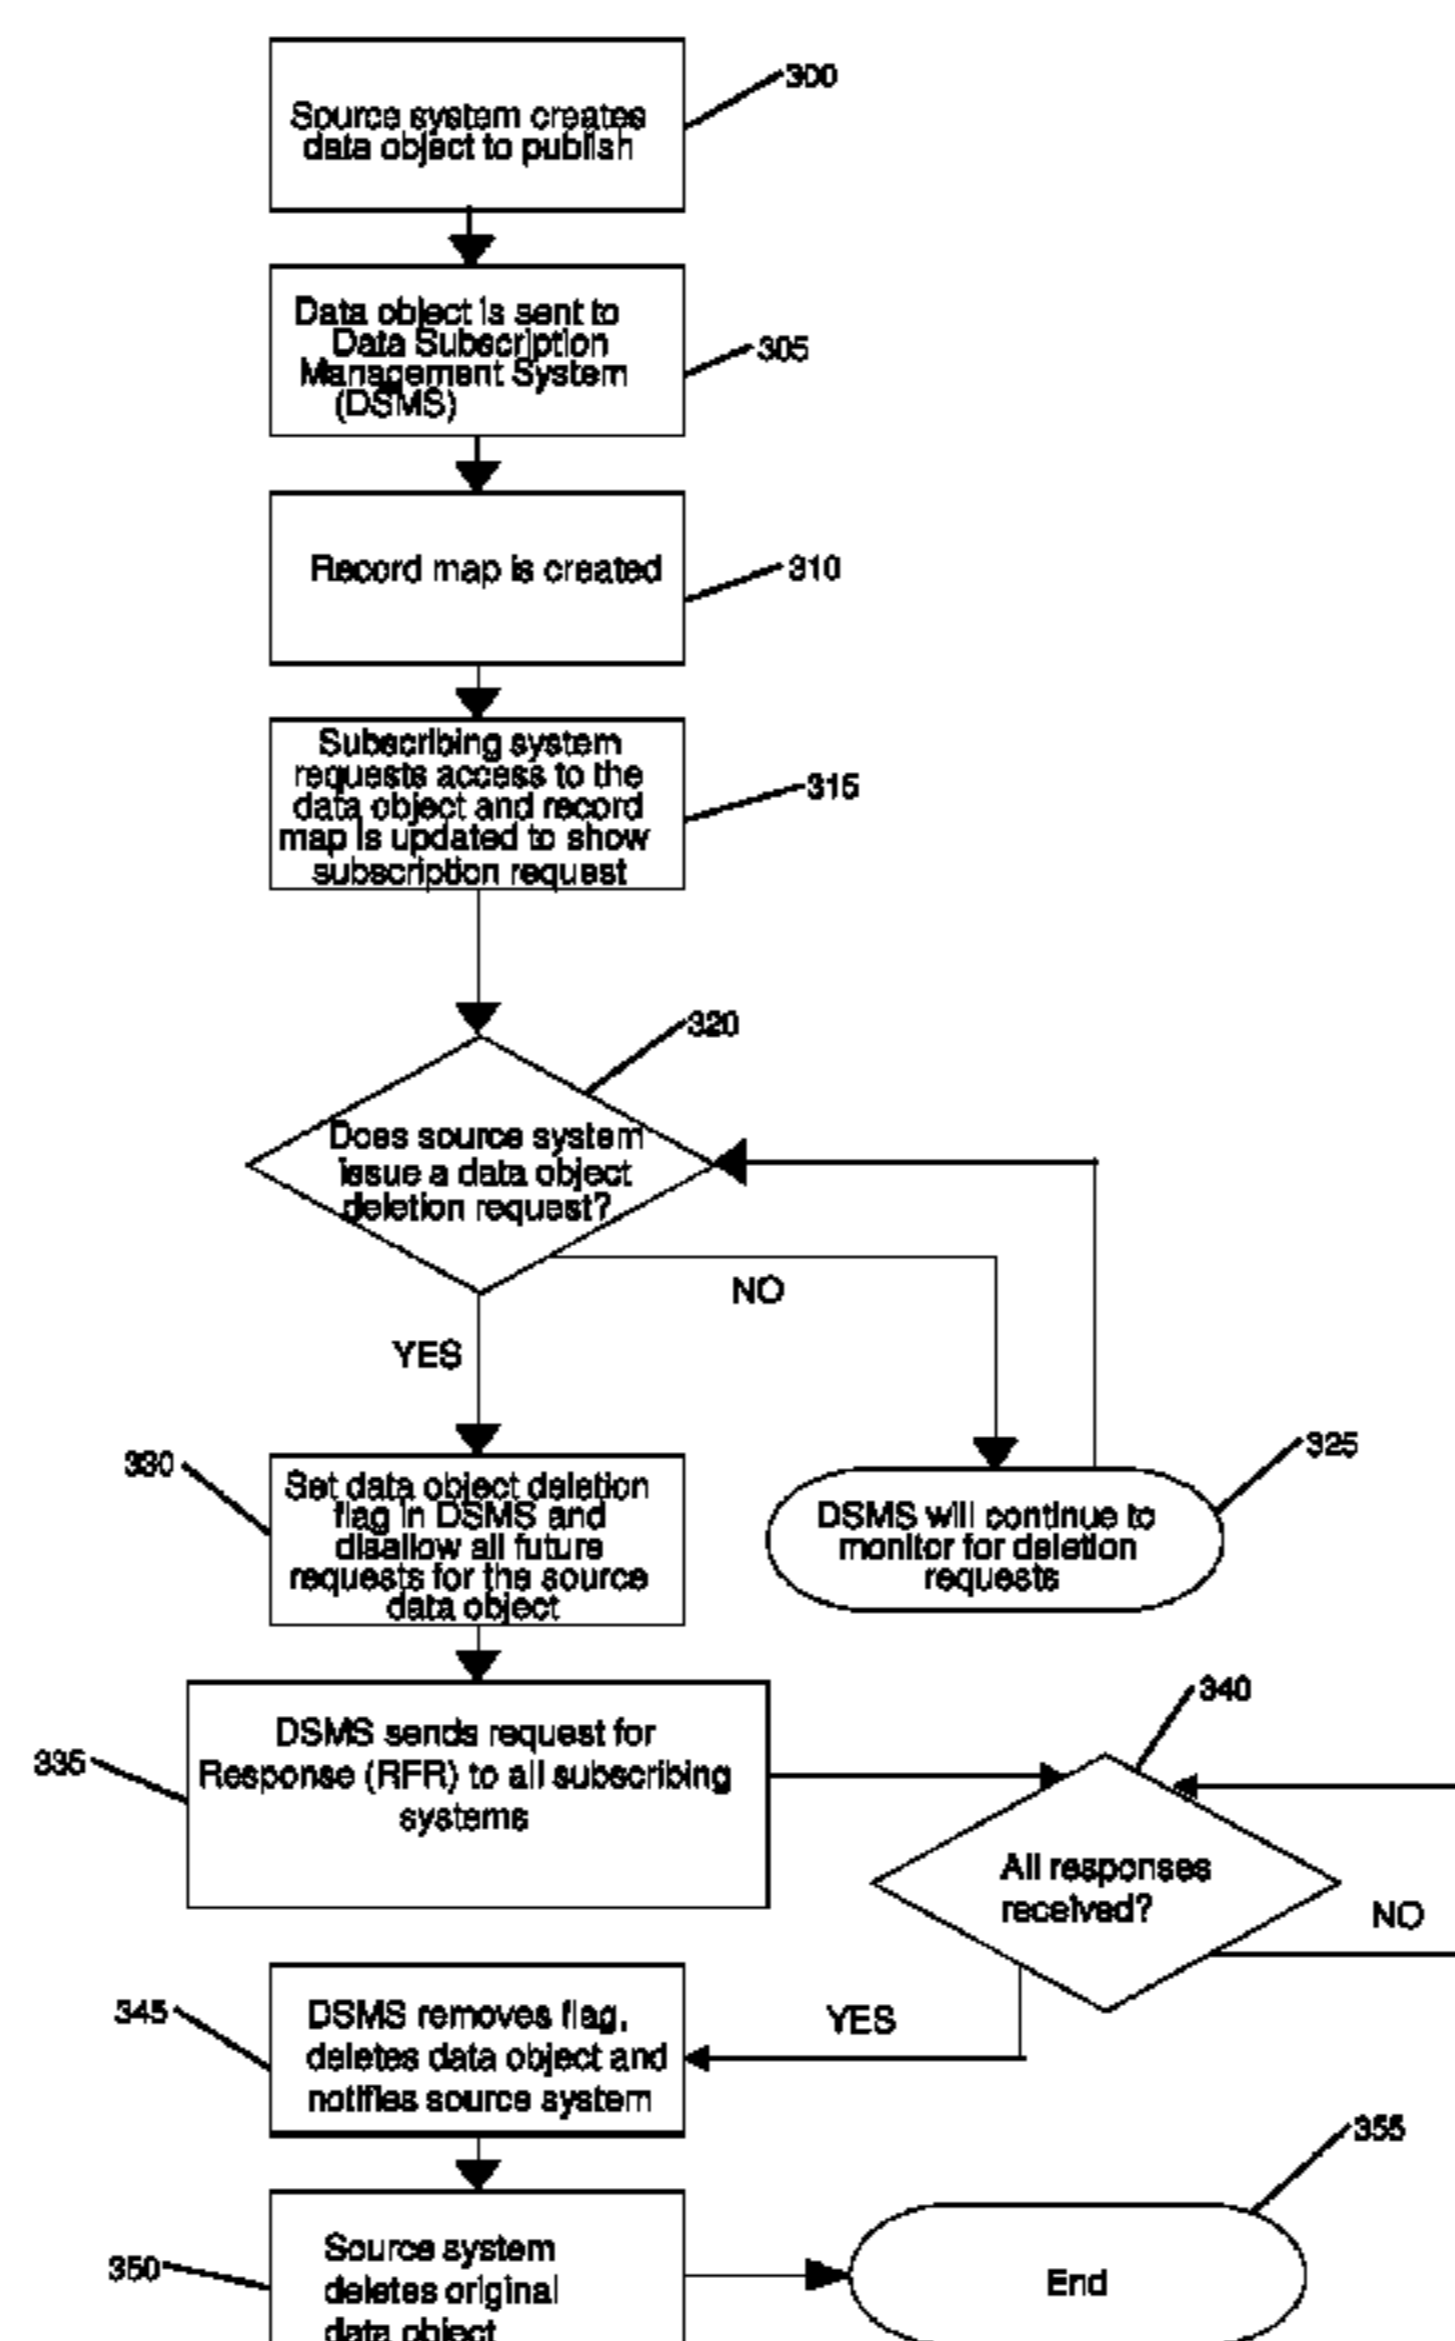 300
Source system creates
data object to publish
Data object is sent to
Data Subscription
Management System
(DSMS)
305
Record map is created
310
Subscribing system
requests access to the
data object and record
map is updated to show
subscription request
315
320
Does source system
issue a data object
deletion request?
NO
YES
330
Set data object deletion
flag in DSMS and
disallow all future
requests for the source
data object
325
DSMS will continue to
monitor for deletion
requests
335
DSMS sends request for
Response (RFR) to all subscribing
systems
340
All responses
received?
NO
YES
345
DSMS removes flag,
deletes data object and
notifies source system
350
Source system
deletes original
data object
355
End